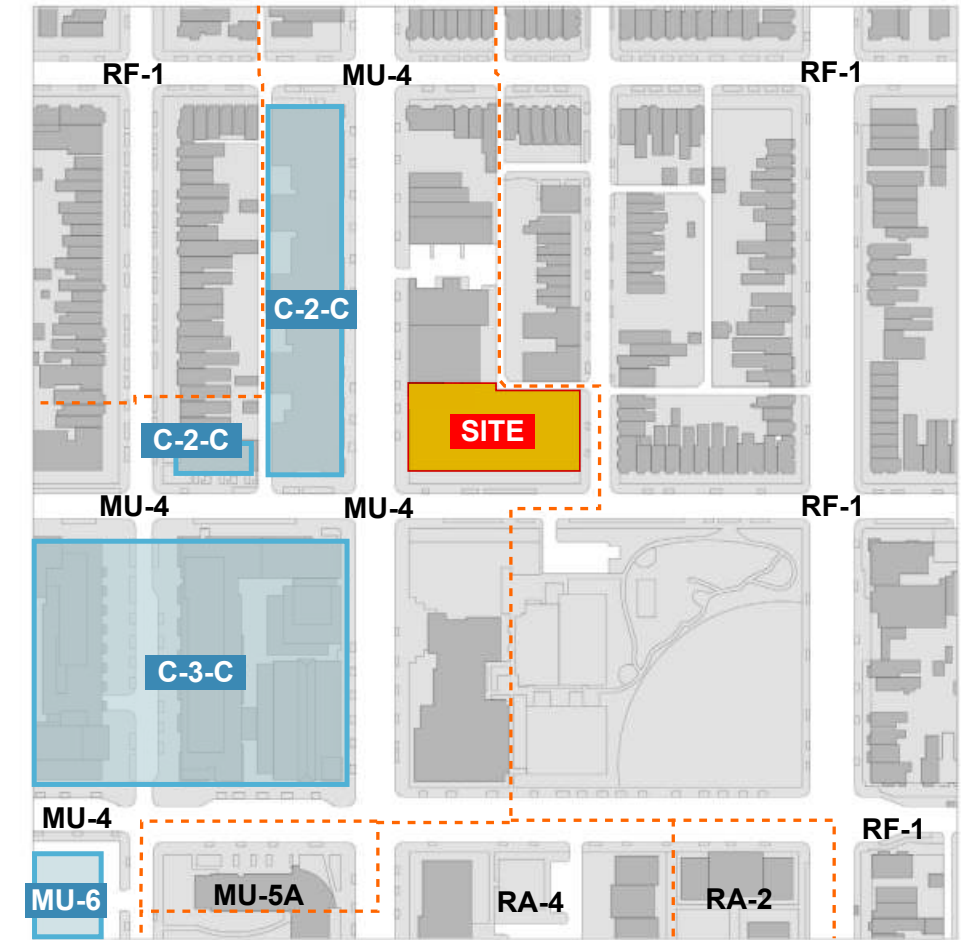 RF-1
MU-4
RF-1
C-2-C
C-2-C
SITE
MU-4
MU-4
RF-1
C-3-C
MU-4
RF-1
MU-6
MU-5A
RA-4
RA-2